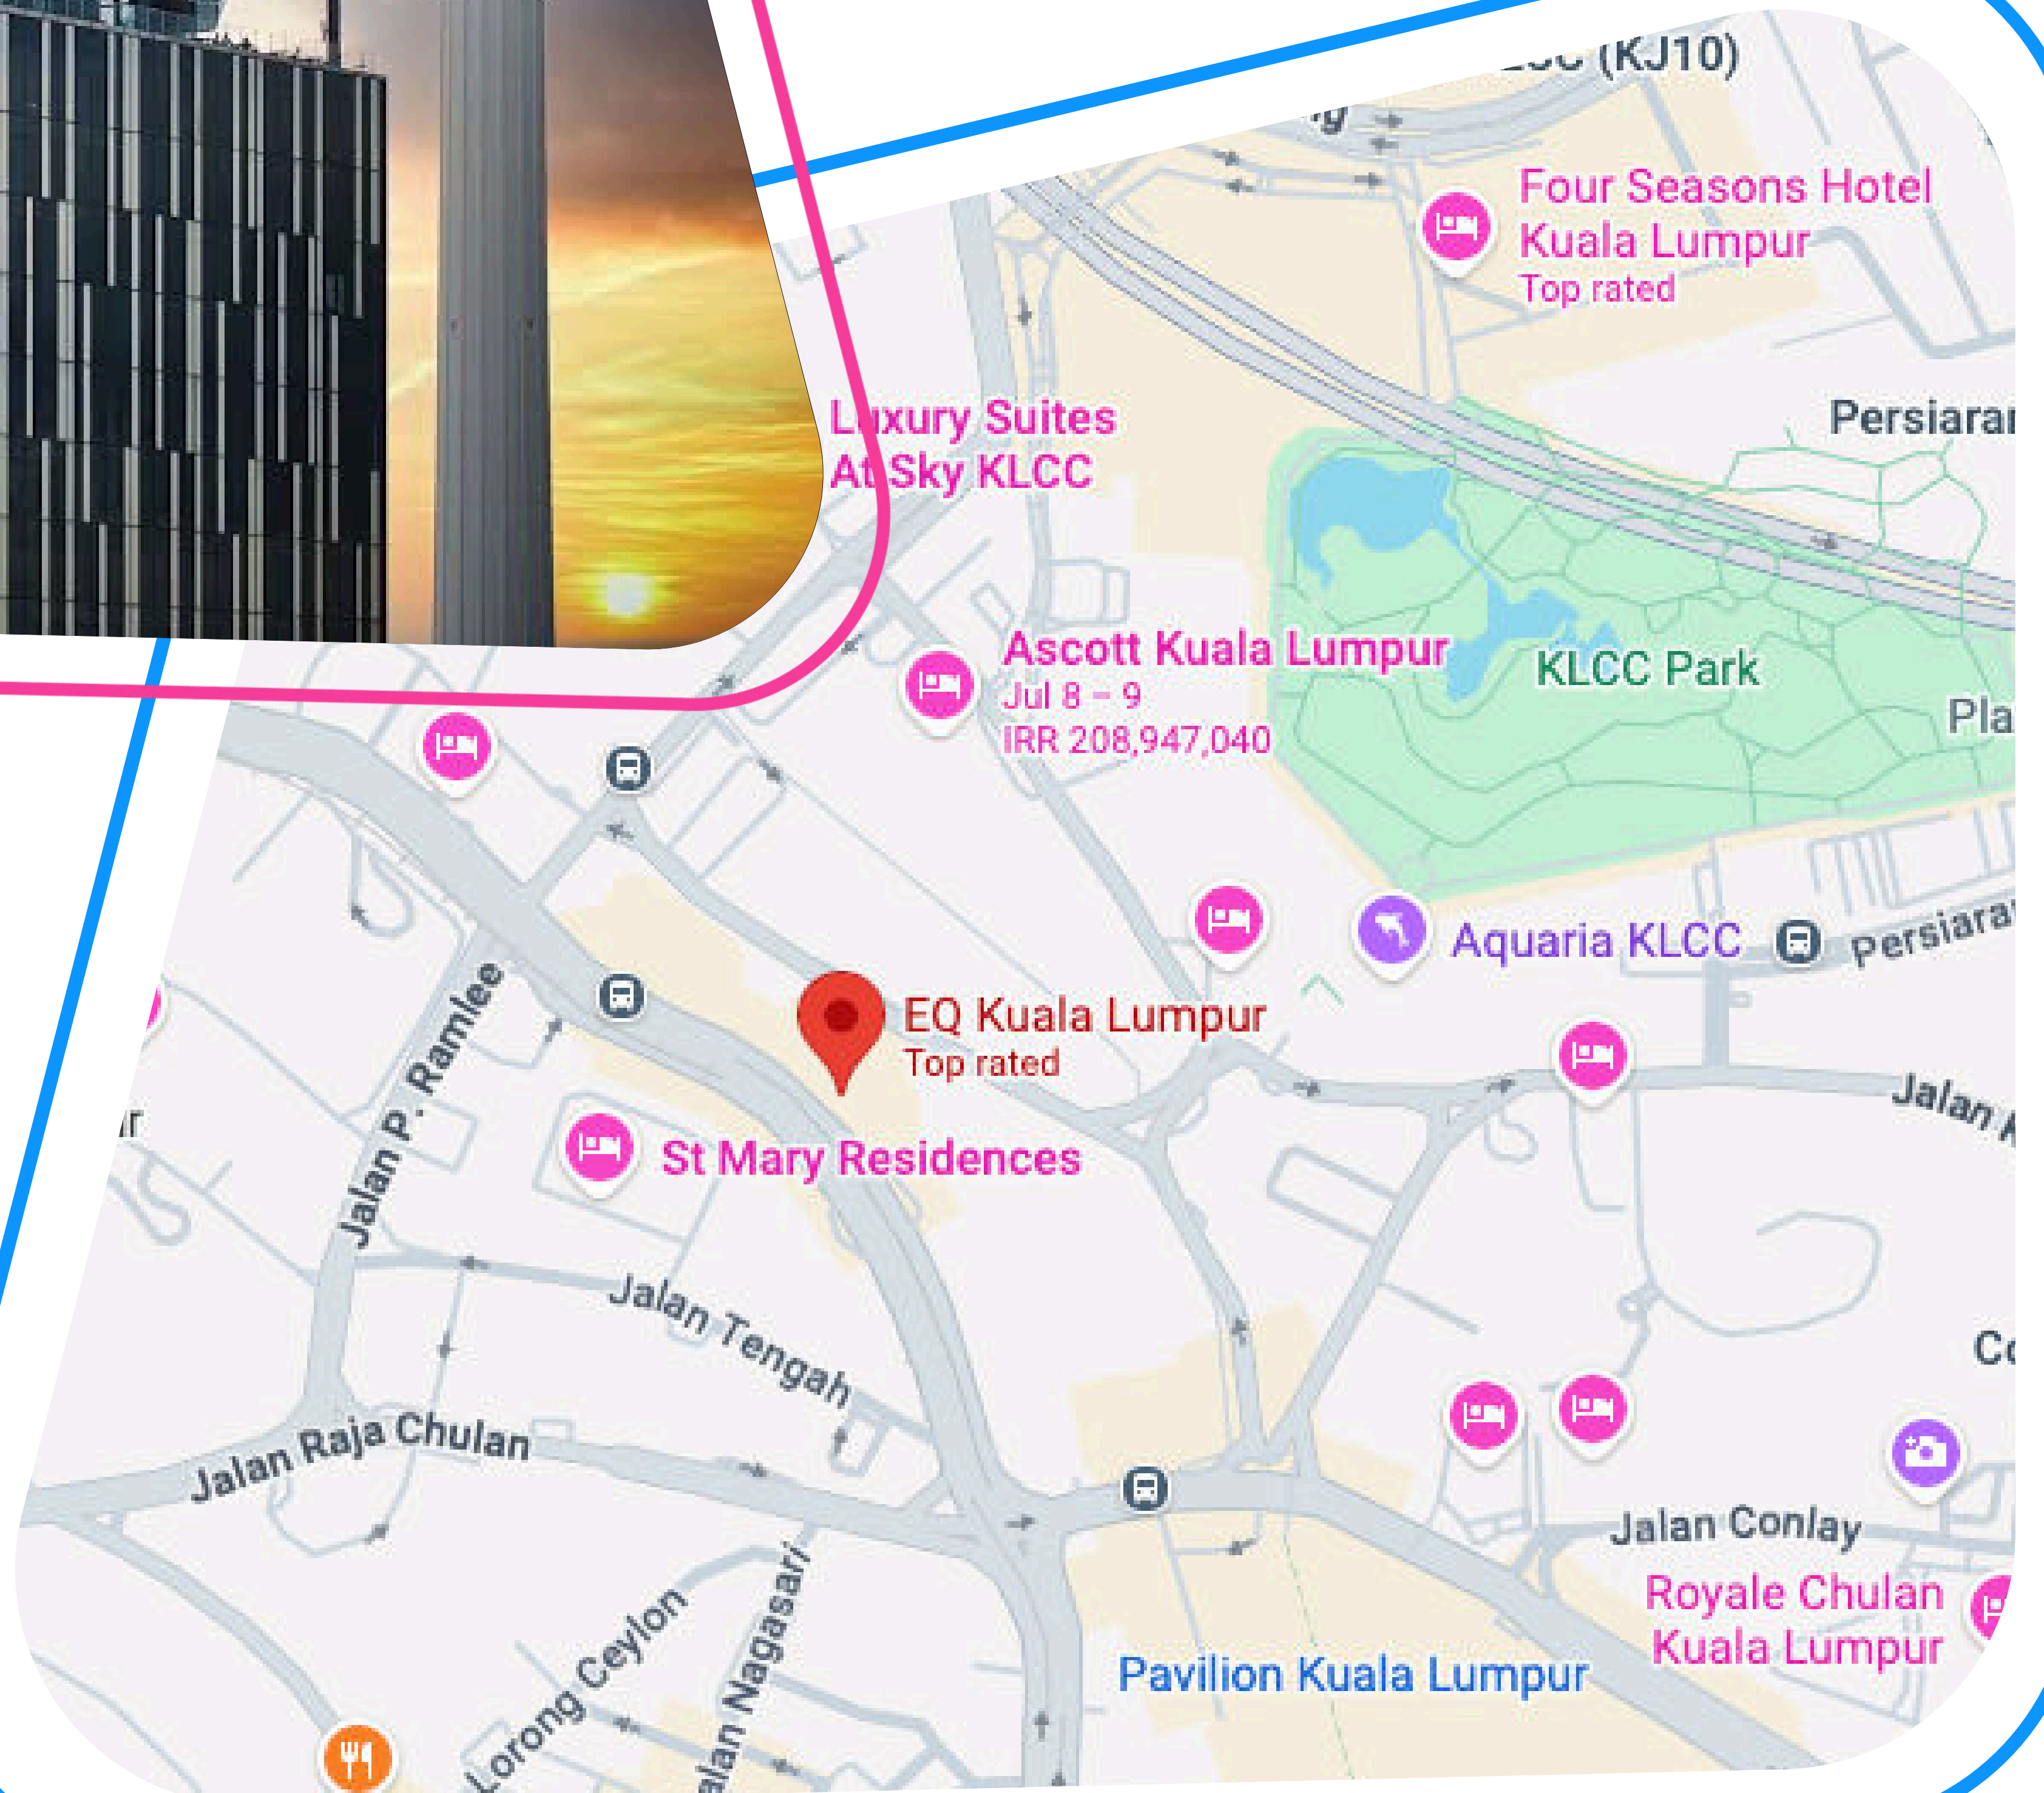 (KJ10)
Four Seasons Hotel
Kuala Lumpur
Top rated
Luxury Suites
At Sky KLCC
Ascott Kuala Lumpur
Jul 8 – 9
IRR 208,947,040
KLCC Park
Aquaria KLCC
EQ Kuala Lumpur
Top rated
Jalan P. Ramlee
St Mary Residences
Jalan
Jalan Tengah
Jalan Raja Chulan
Jalan Conlay
Royale Chulan
Kuala Lumpur
Lorong Ceylon
Nagasari
Pavilion Kuala Lumpur